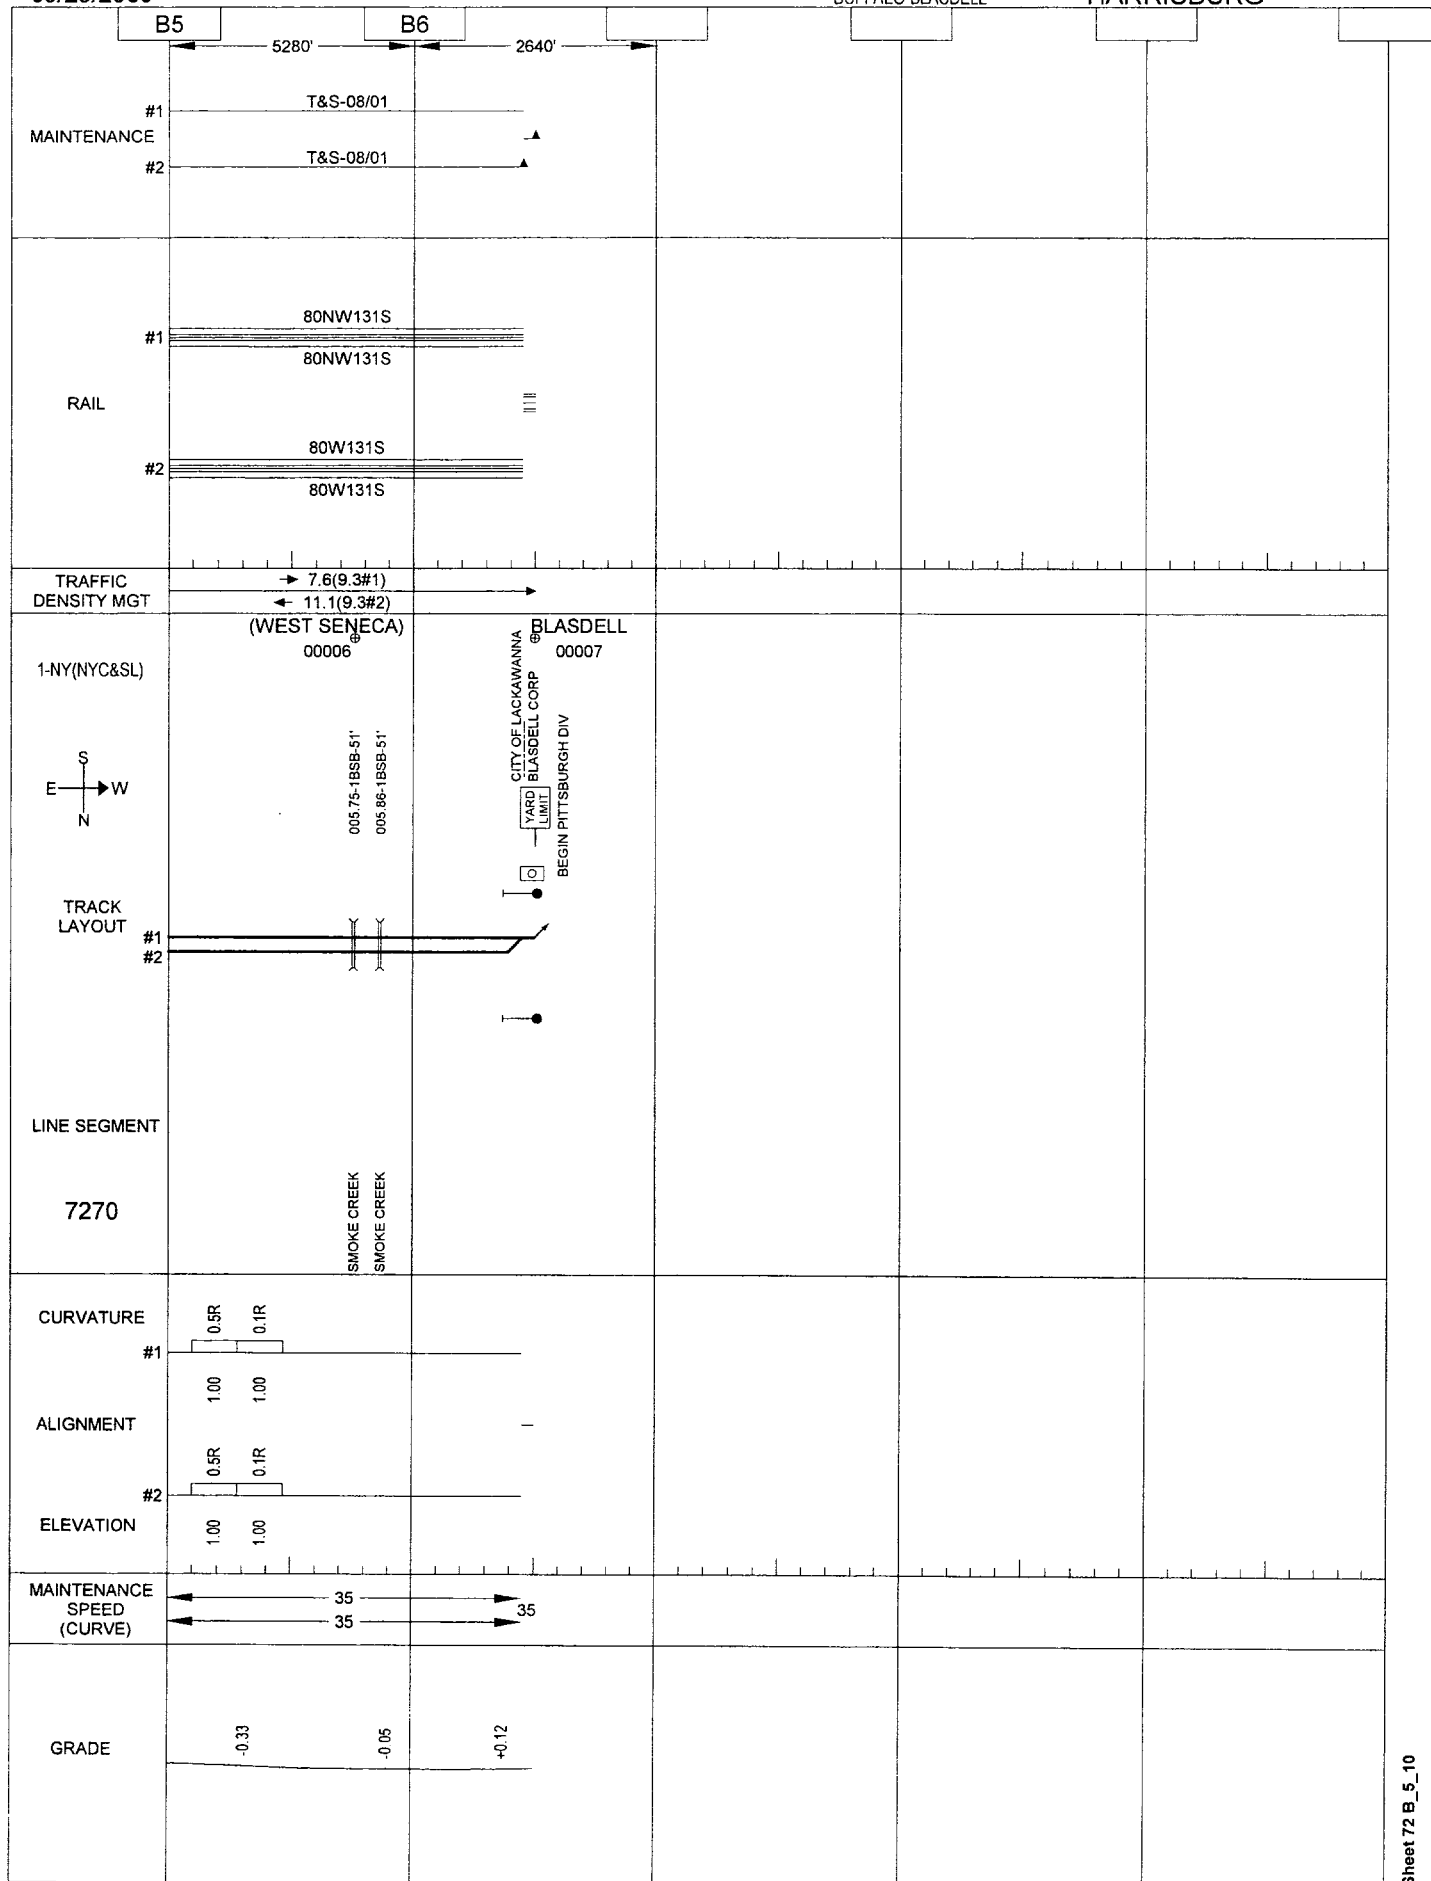 HARRISBURG
B5
B6
5280'
2640'
#1
T&S-08/01
MAINTENANCE
#2
T&S-08/01
80NW131S
#1
80NW131S
RAIL
80W131S
#2
80W131S
TRAFFIC
DENSITY MGT
7.6(9.3#1)
11.1(9.3#2)
(WEST SENECA)
00006
BLASDELL
00007
1-NY(NYC&SL)
S
E W
N
005.75-1BSB-51'
005.86-1BSB-51'
CITY OF LACKAWANNA
BLASDELL CORP
YARD
LIMIT
BEGIN PITTSBURGH DIV
TRACK
LAYOUT
#1
#2
LINE SEGMENT
7270
SMOKE CREEK
SMOKE CREEK
CURVATURE
#1
0.5R
0.1R
1.00
1.00
ALIGNMENT
#2
0.5R
0.1R
ELEVATION
1.00
1.00
MAINTENANCE
SPEED
(CURVE)
35
35
35
GRADE
-0.33
-0.05
+0.12
Sheet 72 B_5_10